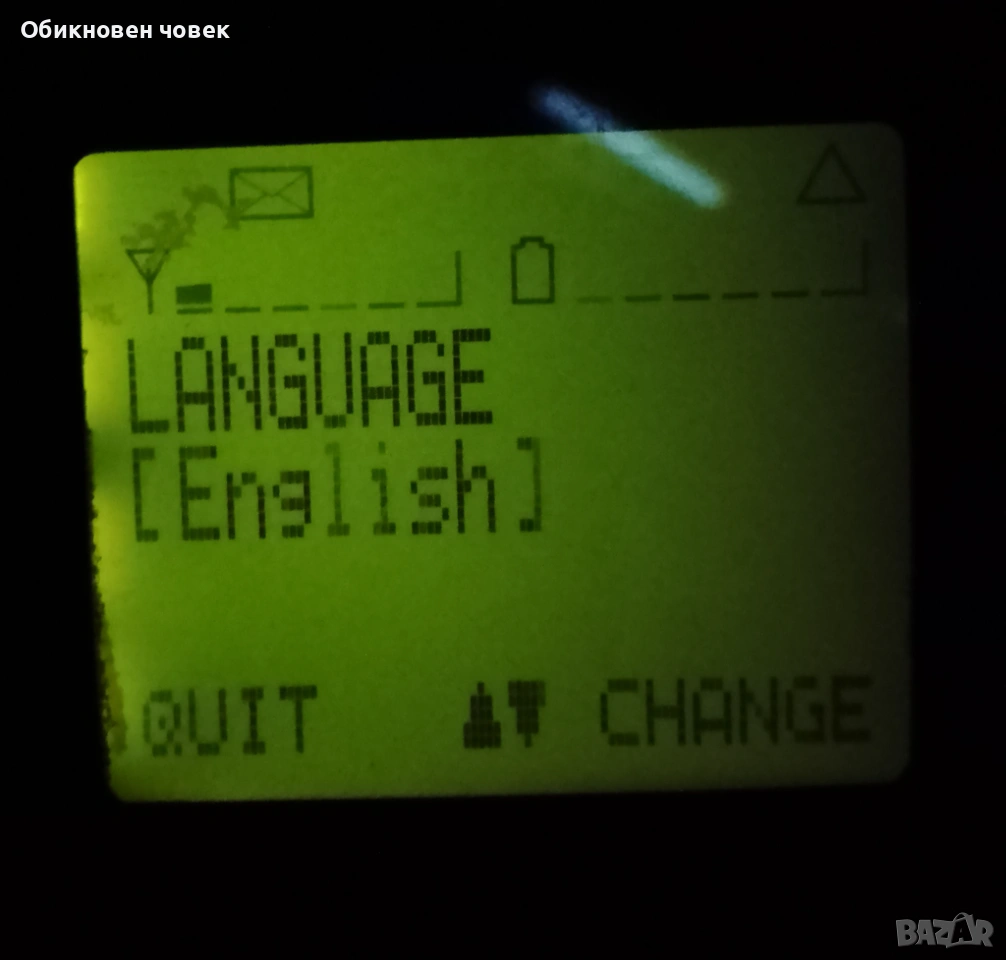 Обикновен човек
LANGUAGE
[English]
QUIT CHANGE
BAZAR